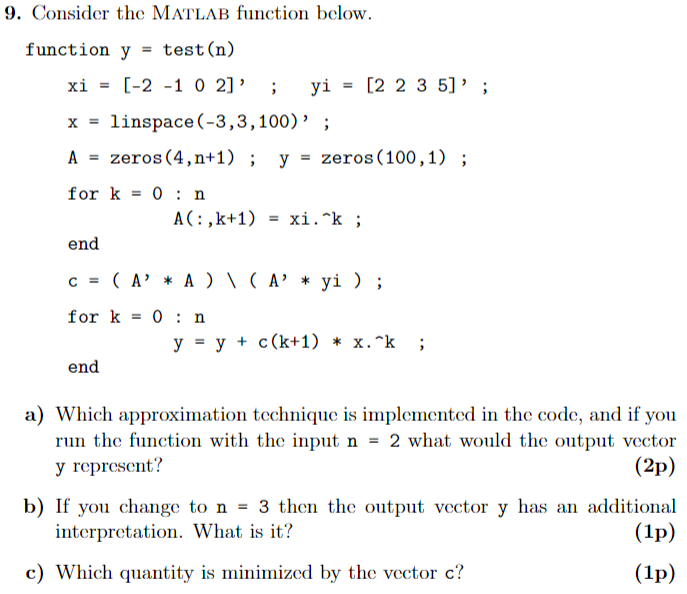 9. Consider the MATLAB function below.
function y = test(n)
xi = [-2 -1 0 2]' ; yi = [2 2 3 5]' ;
x = linspace(-3,3,100)' ;
A = zeros(4,n+1) ; y = zeros(100,1) ;
for k = 0 : n
A(:,k+1) = xi.^k ;
end
c = ( A' * A ) \ ( A' * yi ) ;
for k = 0 : n
y = y + c(k+1) * x.^k ;
end
a) Which approximation technique is implemented in the code, and if you
run the function with the input n = 2 what would the output vector
y represent? (2p)
b) If you change to n = 3 then the output vector y has an additional
interpretation. What is it? (1p)
c) Which quantity is minimized by the vector c? (1p)